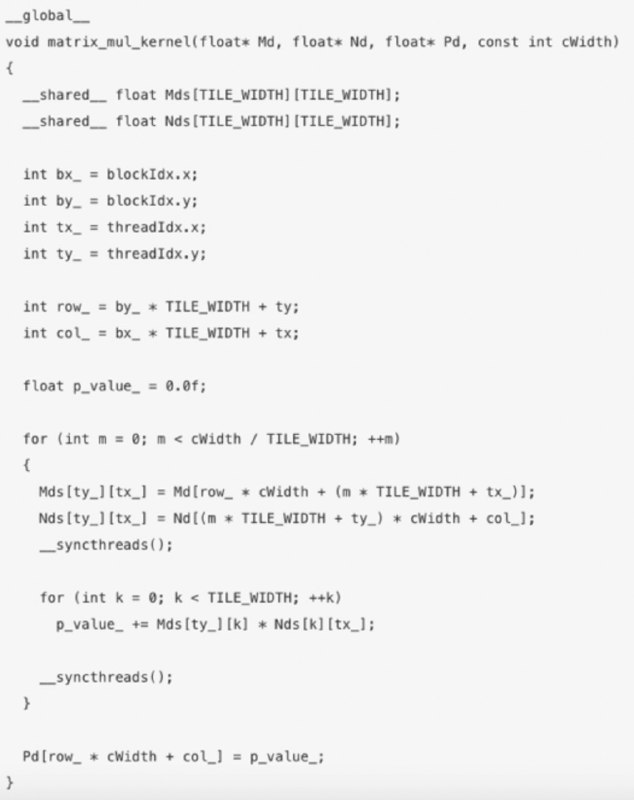 __global__
void matrix_mul_kernel(float* Md, float* Nd, float* Pd, const int cWidth)
{
  __shared__ float Mds[TILE_WIDTH][TILE_WIDTH];
  __shared__ float Nds[TILE_WIDTH][TILE_WIDTH];

  int bx_ = blockIdx.x;
  int by_ = blockIdx.y;
  int tx_ = threadIdx.x;
  int ty_ = threadIdx.y;

  int row_ = by_ * TILE_WIDTH + ty;
  int col_ = bx_ * TILE_WIDTH + tx;

  float p_value_ = 0.0f;

  for (int m = 0; m < cWidth / TILE_WIDTH; ++m)
  {
    Mds[ty_][tx_] = Md[row_ * cWidth + (m * TILE_WIDTH + tx_)];
    Nds[ty_][tx_] = Nd[(m * TILE_WIDTH + ty_) * cWidth + col_];
    __syncthreads();

    for (int k = 0; k < TILE_WIDTH; ++k)
      p_value_ += Mds[ty_][k] * Nds[k][tx_];

    __syncthreads();
  }

  Pd[row_ * cWidth + col_] = p_value_;
}